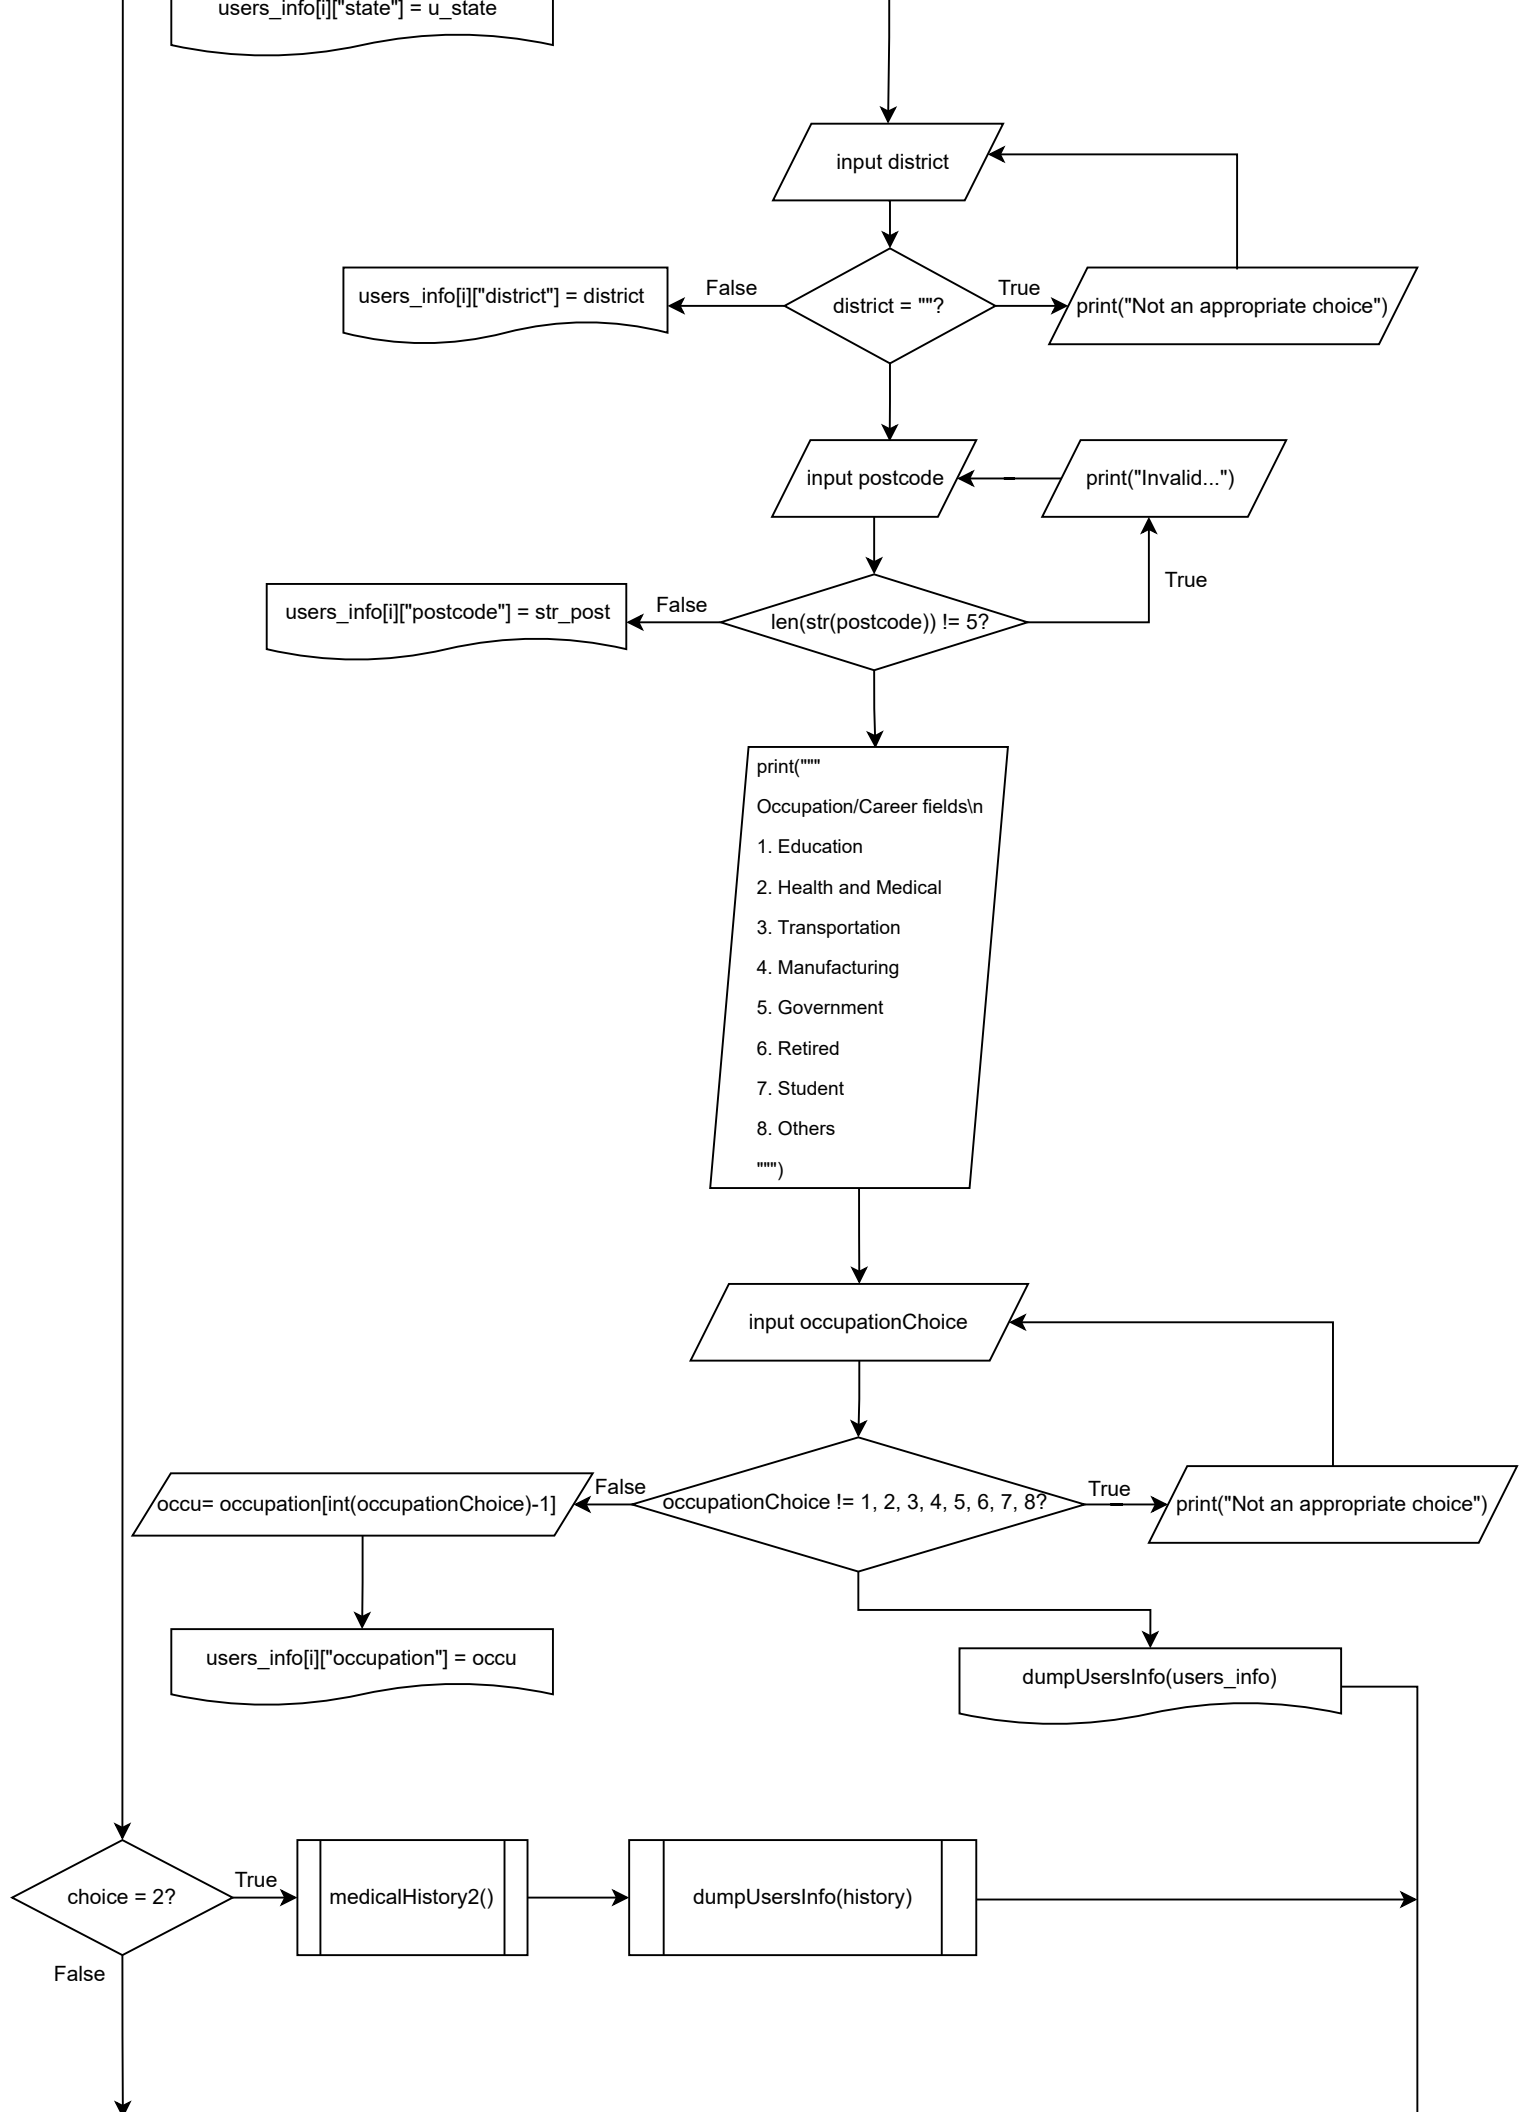 users_info[i]["state"] = u_state
input district
False
True
users_info[i]["district"] = district
district = ""?
print("Not an appropriate choice")
input postcode
print("Invalid...")
True
False
users_info[i]["postcode"] = str_post
len(str(postcode)) != 5?
print("""
Occupation/Career fields\n
1. Education
2. Health and Medical
3. Transportation
4. Manufacturing
5. Government
6. Retired
7. Student
8. Others
""")
input occupationChoice
False
True
occu= occupation[int(occupationChoice)-1]
occupationChoice != 1, 2, 3, 4, 5, 6, 7, 8?
print("Not an appropriate choice")
users_info[i]["occupation"] = occu
dumpUsersInfo(users_info)
True
choice = 2?
medicalHistory2()
dumpUsersInfo(history)
False